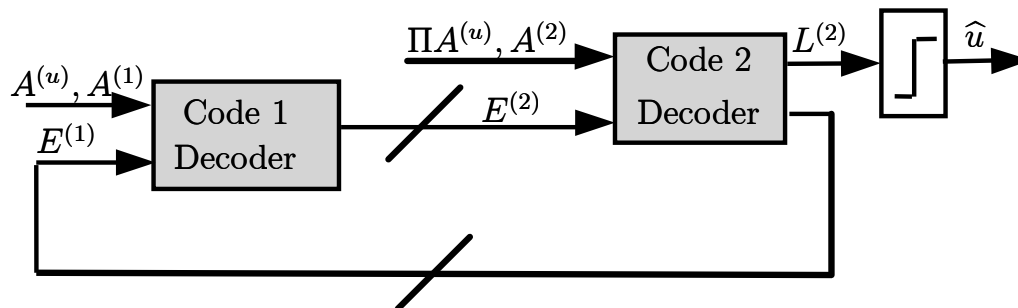 ΠA^(u), A^(2)
L^(2)
û
Code 2
Decoder
A^(u), A^(1)
Code 1
Decoder
E^(2)
E^(1)